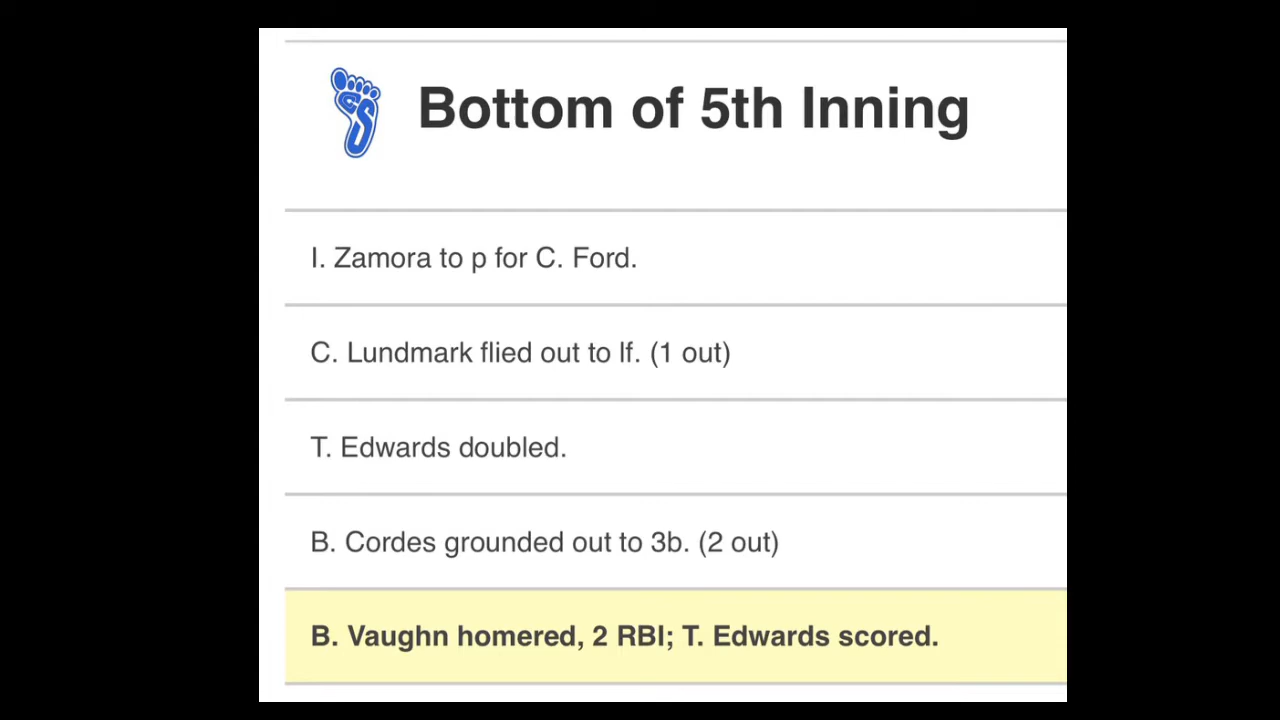 Bottom of 5th Inning
I. Zamora to p for C. Ford.
C. Lundmark flied out to lf. (1 out)
T. Edwards doubled.
B. Cordes grounded out to 3b. (2 out)
B. Vaughn homered, 2 RBI; T. Edwards scored.